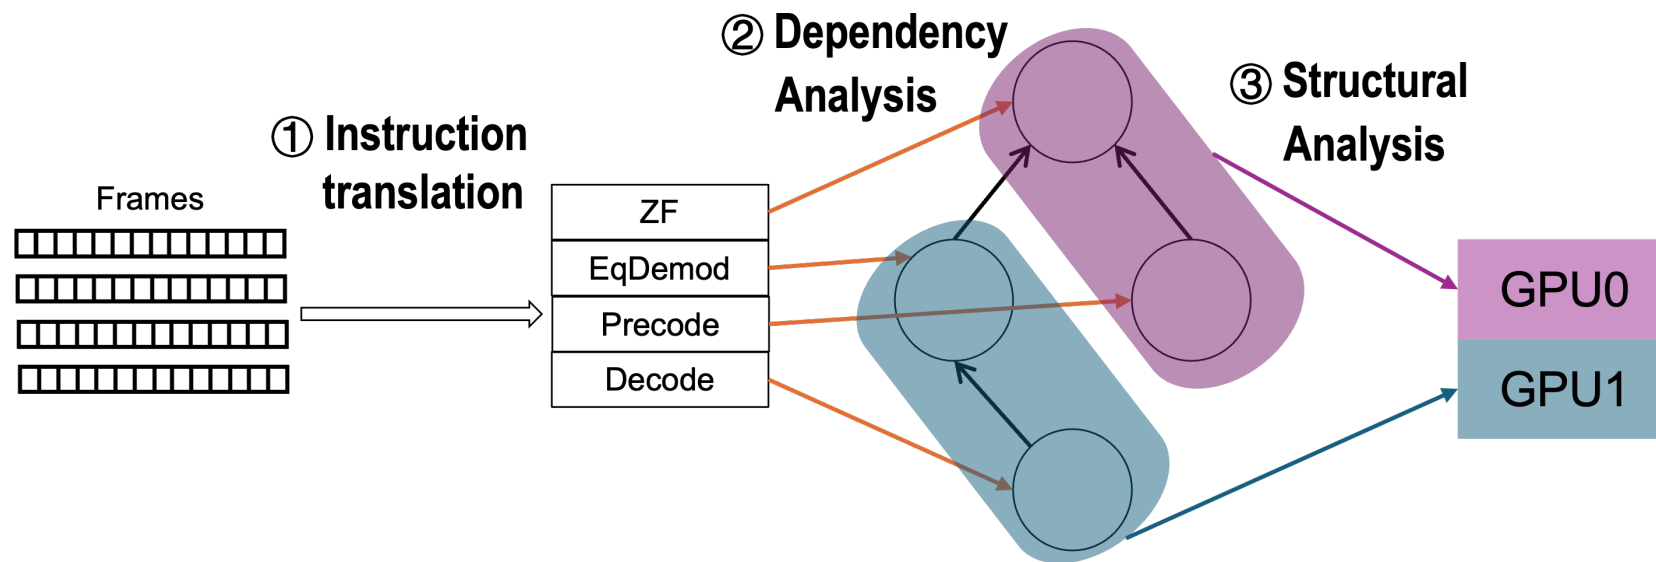 Frames
① Instruction
translation
ZF
EqDemod
Precode
Decode
② Dependency
Analysis
③ Structural
Analysis
GPU0
GPU1